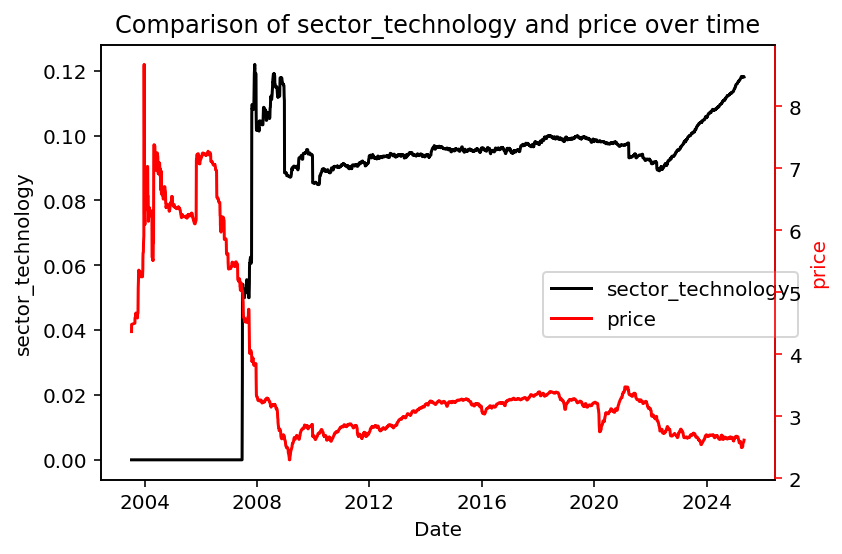 Comparison of sector_technology and price over time
0.12
0.10
0.08
0.06
0.04
0.02
0.00
sector_technology
8
7
6
5
4
3
2
price
sector_technology
price
2004 2008 2012 2016 2020 2024
Date